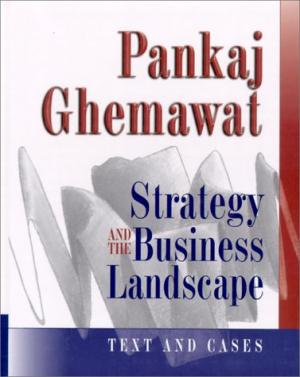 Pankaj
Ghemawat
Strategy
AND THE Business
Landscape
TEXT AND CASES